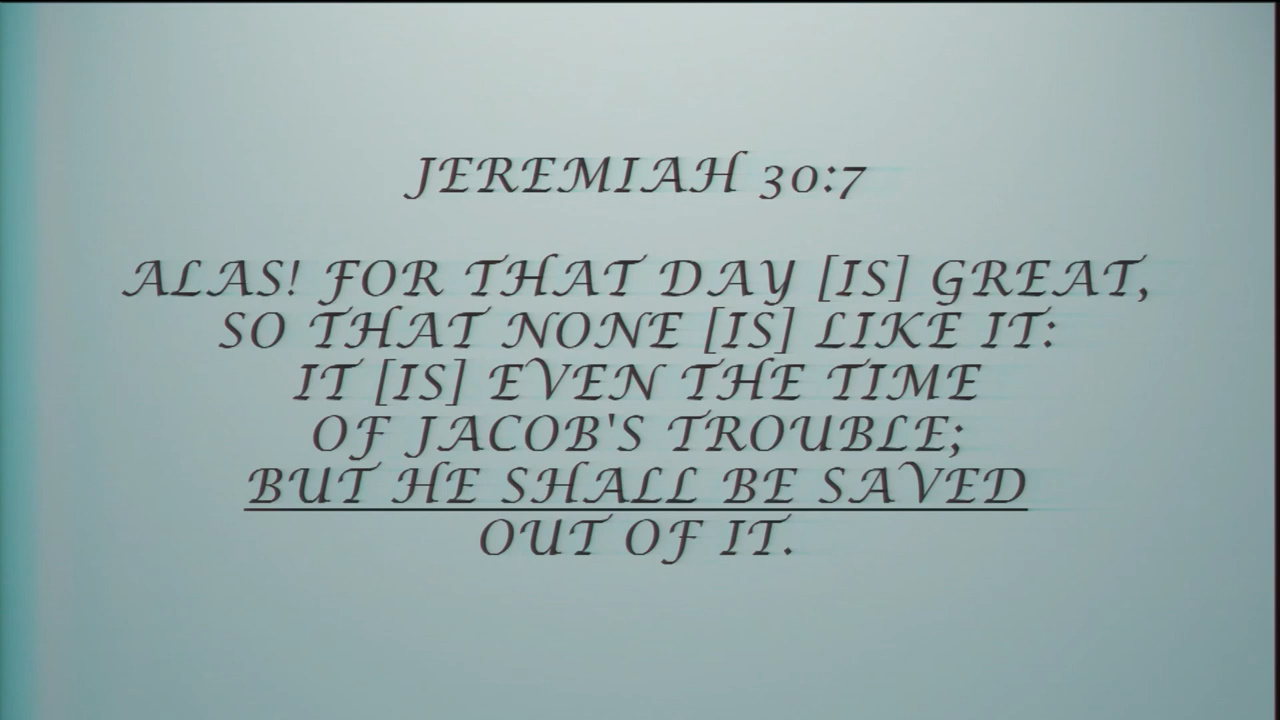 JEREMIAH 30:7
ALAS! FOR THAT DAY [IS] GREAT,
SO THAT NONE [IS] LIKE IT:
IT [IS] EVEN THE TIME
OF JACOB'S TROUBLE;
BUT HE SHALL BE SAVED
OUT OF IT.